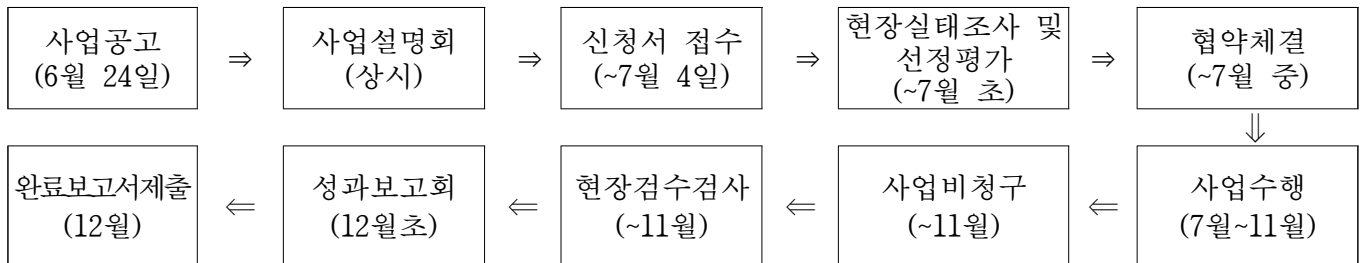 사업공고
(6월 24일)
⇒
사업설명회
(상시)
⇒
신청서 접수
(~7월 4일)
⇒
현장실태조사 및
선정평가
(~7월 초)
⇒
협약체결
(~7월 중)
⇓
사업수행
(7월~11월)
⇐
사업비청구
(~11월)
⇐
현장검수검사
(~11월)
⇐
성과보고회
(12월초)
⇐
완료보고서제출
(12월)